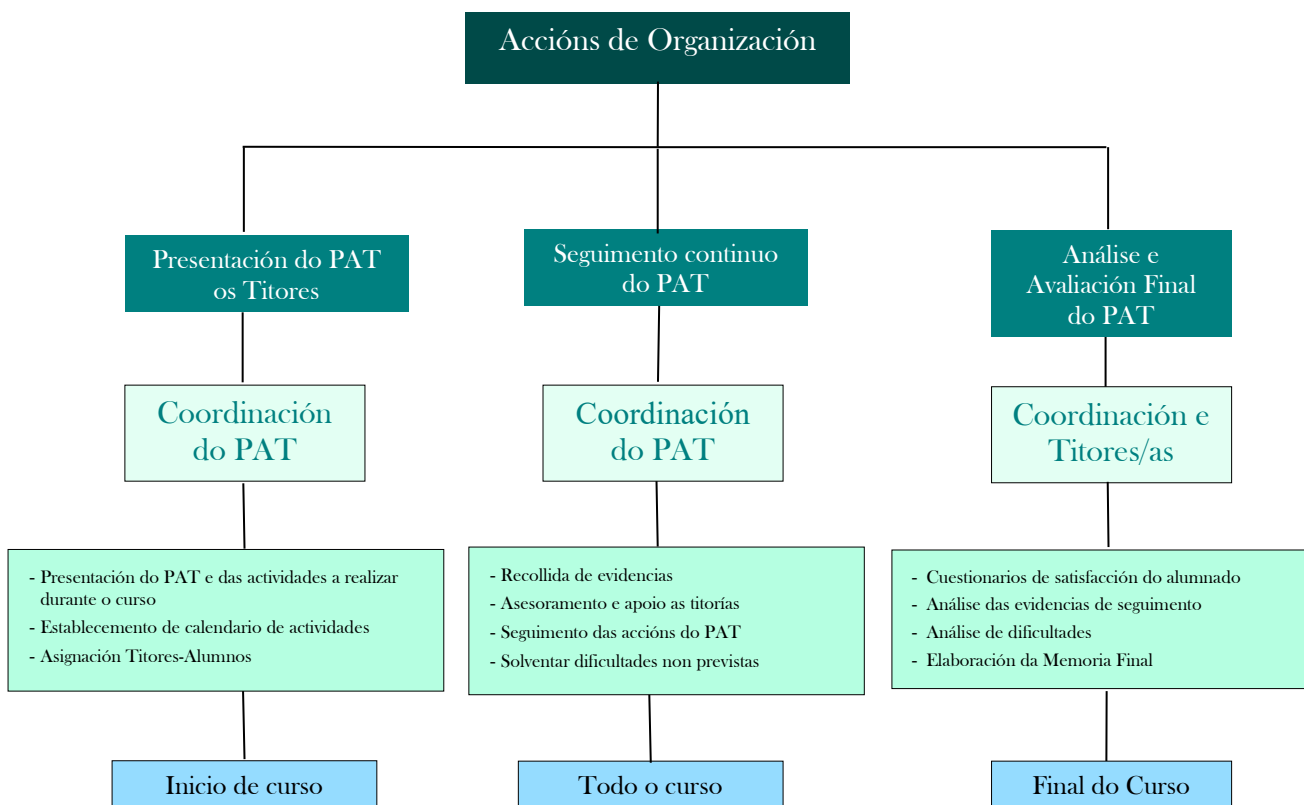 Accións de Organización
Presentación do PAT
os Titores
Seguimento continuo
do PAT
Análise e
Avaliación Final
do PAT
Coordinación
do PAT
Coordinación
do PAT
Coordinación e
Titores/as
- Presentación do PAT e das actividades a realizar
durante o curso
- Establecemento de calendario de actividades
- Asignación Titores-Alumnos
- Recollida de evidencias
- Asesoramento e apoio as titorías
- Seguimento das accións do PAT
- Solventar dificultades non previstas
- Cuestionarios de satisfacción do alumnado
- Análise das evidencias de seguimento
- Análise de dificultades
- Elaboración da Memoria Final
Inicio de curso
Todo o curso
Final do Curso